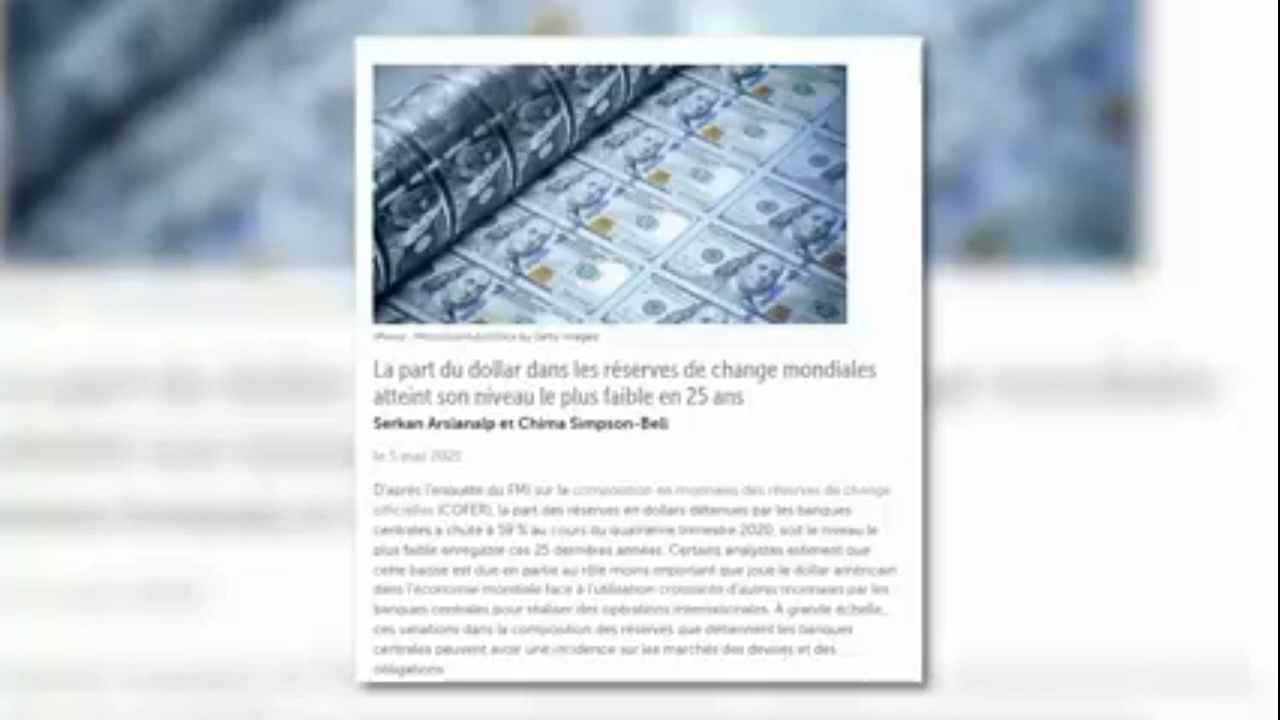 by Getty Images)
La part du dollar dans les réserves de change mondiales
atteint son niveau le plus faible en 25 ans
Serkan Arslanalp et Chima Simpson-Bell
le 5 mai 2021
D'après l'enquête du FMI sur la composition en monnaies des réserves de change
officielles (COFER), la part des réserves en dollars détenues par les banques
centrales a chuté à 59 % au cours du quatrième trimestre 2020, soit le niveau le
plus faible enregistré ces 25 dernières années. Certains analystes estiment que
cette baisse est due en partie au rôle moins important que joue le dollar américain
dans l'économie mondiale face à l'utilisation croissante d'autres monnaies par les
banques centrales pour réaliser des opérations internationales. À grande échelle,
ces variations dans la composition des réserves que détiennent les banques
centrales peuvent avoir une incidence sur les marchés des devises et des
obligations